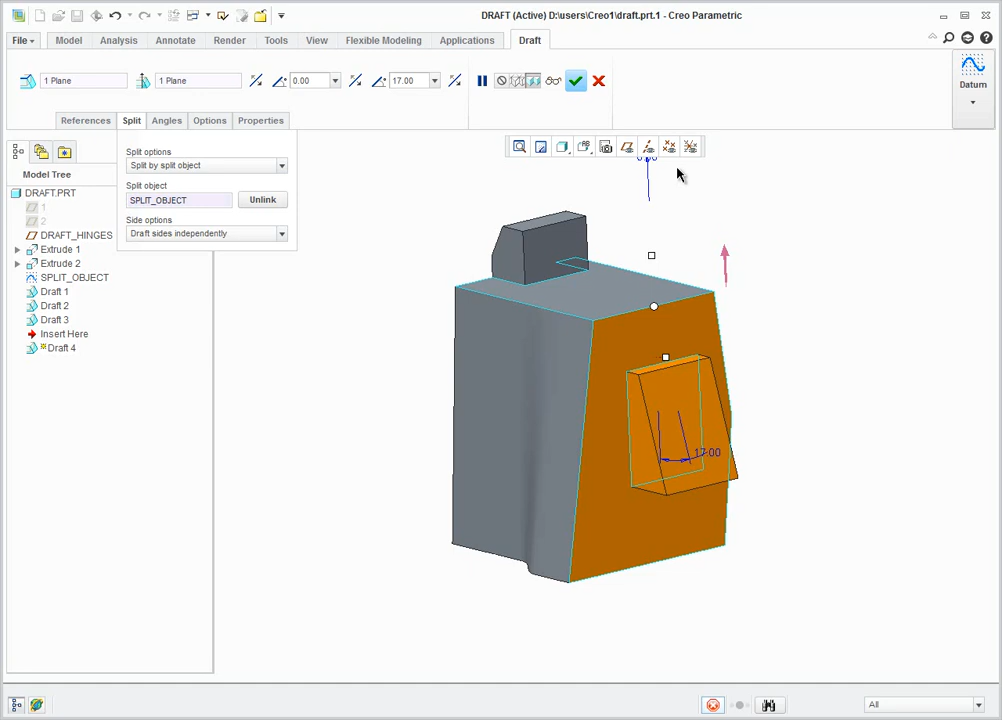 DRAFT (Active) D:\users\Creo1\draft.prt.1 - Creo Parametric
File Model Analysis Annotate Render Tools View Flexible Modeling Applications Draft
1 Plane 1 Plane 0.00 17.00
Datum
References Split Angles Options Properties
Split options
Split by split object
Split object
SPLIT_OBJECT Unlink
Side options
Draft sides independently
Model Tree
DRAFT.PRT
1
2
DRAFT_HINGES
Extrude 1
Extrude 2
SPLIT_OBJECT
Draft 1
Draft 2
Draft 3
Insert Here
Draft 4
0.00
17.00
All